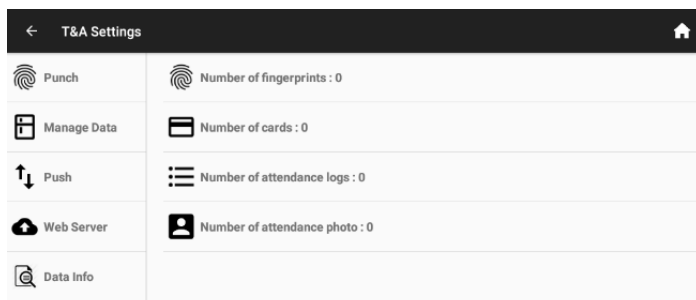 T&A Settings
Punch
Manage Data
Push
Web Server
Data Info
Number of fingerprints : 0
Number of cards : 0
Number of attendance logs : 0
Number of attendance photo : 0